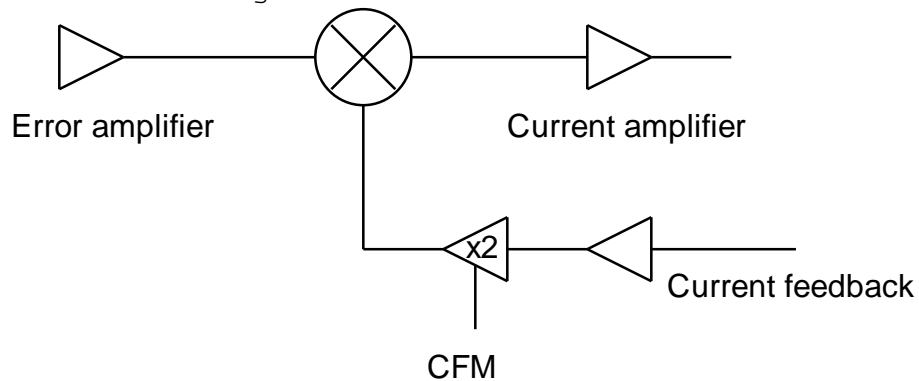 Error amplifier
Current amplifier
x2
Current feedback
CFM